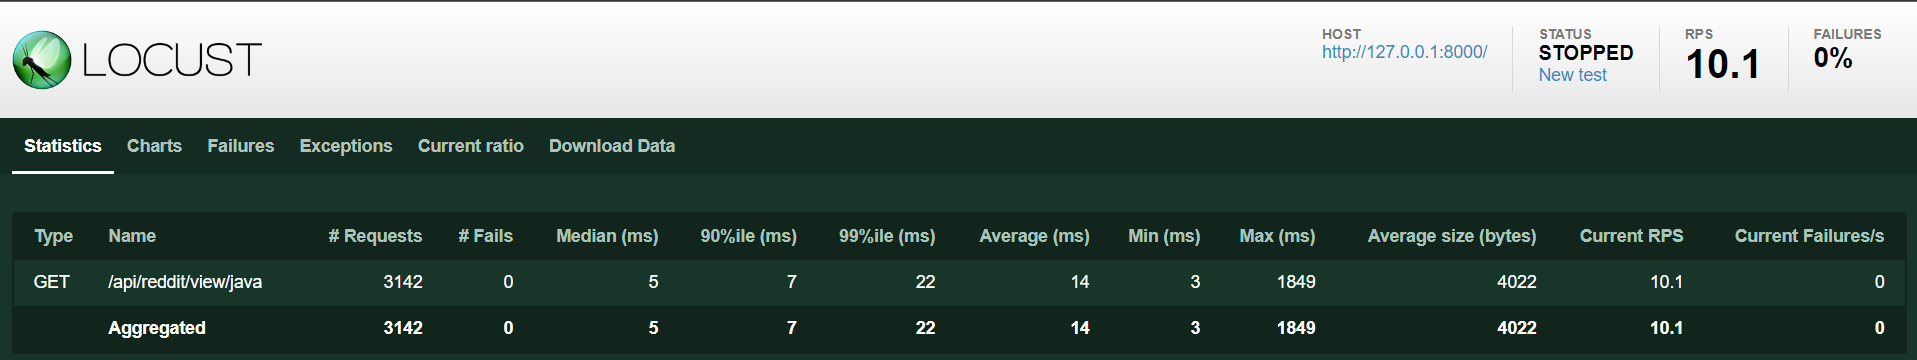 LOCUST
HOST
http://127.0.0.1:8000/
STATUS
STOPPED
New test
RPS
10.1
FAILURES
0%
Statistics Charts Failures Exceptions Current ratio Download Data
Type Name # Requests # Fails Median (ms) 90%ile (ms) 99%ile (ms) Average (ms) Min (ms) Max (ms) Average size (bytes) Current RPS Current Failures/s
GET /api/reddit/view/java 3142 0 5 7 22 14 3 1849 4022 10.1 0
Aggregated 3142 0 5 7 22 14 3 1849 4022 10.1 0